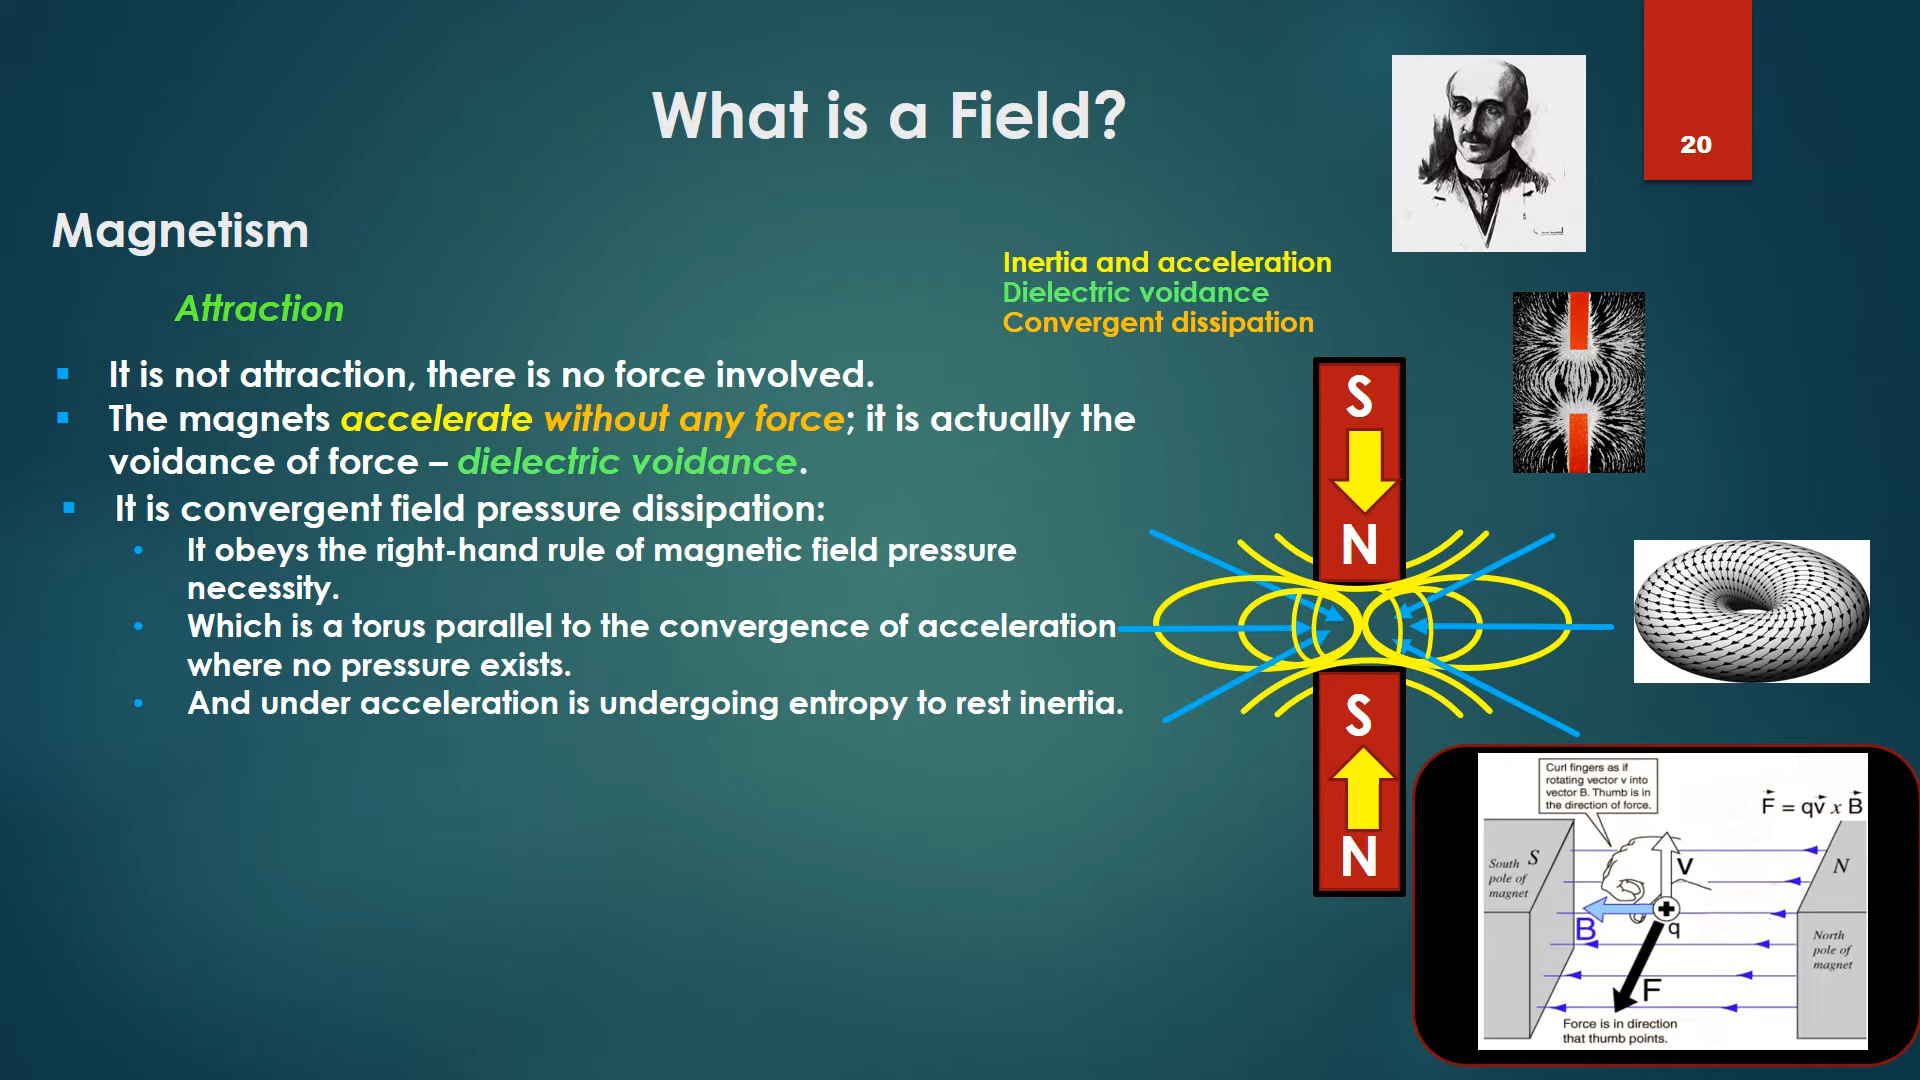 What is a Field?
20
Magnetism
Attraction
Inertia and acceleration
Dielectric voidance
Convergent dissipation
It is not attraction, there is no force involved.
The magnets accelerate without any force; it is actually the
voidance of force – dielectric voidance.
It is convergent field pressure dissipation:
It obeys the right-hand rule of magnetic field pressure
necessity.
Which is a torus parallel to the convergence of acceleration
where no pressure exists.
And under acceleration is undergoing entropy to rest inertia.
S
N
S
N
Curl fingers as if
rotating vector v into
vector B. Thumb is in
the direction of force.
F = qv x B
South S
pole of
magnet
V
N
B
q
North
pole of
magnet
F
Force is in direction
that thumb points.